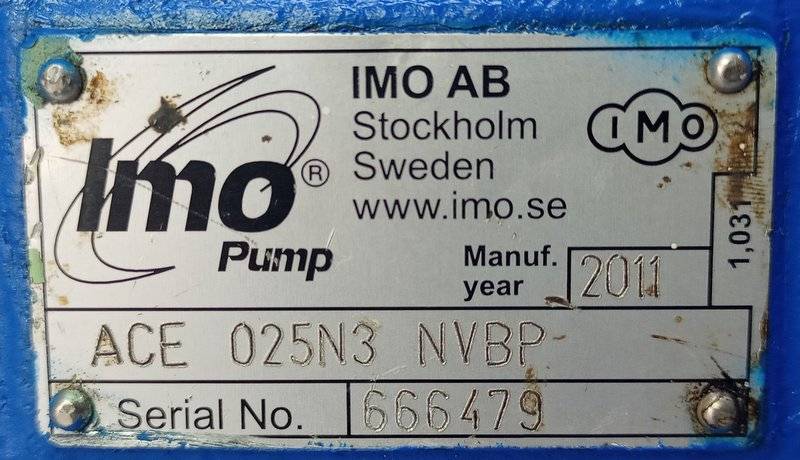 Imo®
Pump
IMO AB
Stockholm
Sweden
www.imo.se
IMO
Manuf.
year
2011
1,031
ACE 025N3 NVBP
Serial No.
666479